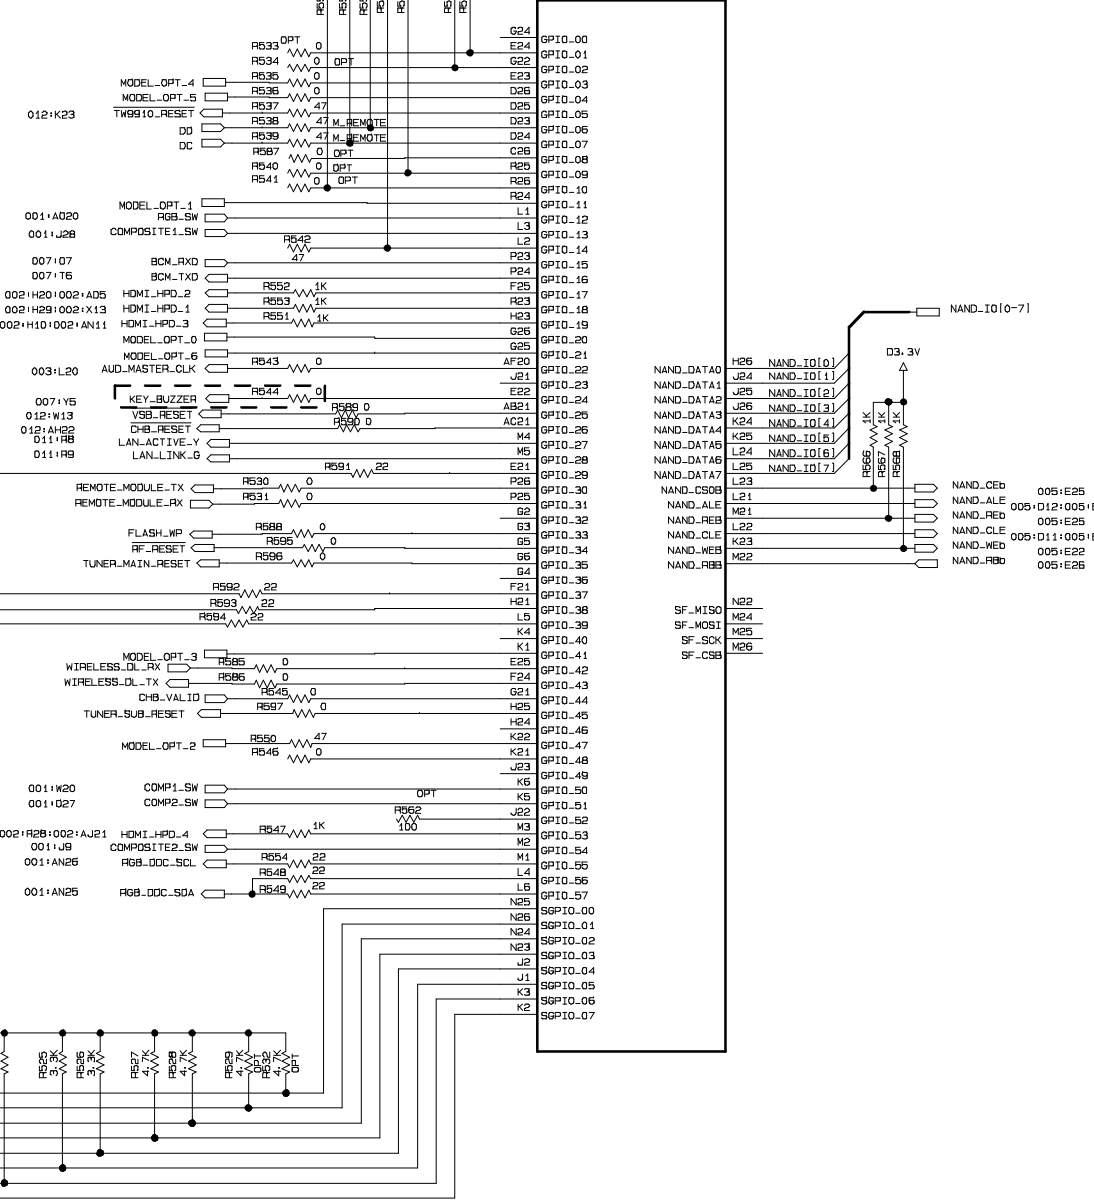 G24 GPIO_00
R533 OPT 0 E24 GPIO_01
R534 0 OPT G22 GPIO_02
MODEL_OPT_4 R535 0 E23 GPIO_03
MODEL_OPT_5 R536 0 D26 GPIO_04
012:K23 TW9910_RESET R537 47 D25 GPIO_05
DD R538 47 M_REMOTE D23 GPIO_06
DC R539 47 M_REMOTE D24 GPIO_07
R587 0 OPT C26 GPIO_08
R540 0 OPT R25 GPIO_09
R541 0 OPT R26 GPIO_10
MODEL_OPT_1 R24 GPIO_11
001:AO20 RGB_SW L1 GPIO_12
001:J28 COMPOSITE1_SW L3 GPIO_13
R542 47 L2 GPIO_14
007:O7 BCM_RXD P23 GPIO_15
007:T6 BCM_TXD P24 GPIO_16
002:H20;002:AD5 HDMI_HPD_2 R552 1K F25 GPIO_17
002:H29;002:X13 HDMI_HPD_1 R553 1K R23 GPIO_18
002:H10;002:AN11 HDMI_HPD_3 R551 1K H23 GPIO_19
MODEL_OPT_0 G26 GPIO_20
MODEL_OPT_6 G25 GPIO_21
003:L20 AUD_MASTER_CLK R543 0 AF20 GPIO_22
J21 GPIO_23
007:Y5 KEY_BUZZER R544 0 E22 GPIO_24
012:W13 VSB_RESET R589 0 AB21 GPIO_25
012:AH22 CHB_RESET R590 0 AC21 GPIO_26
011:R8 LAN_ACTIVE_Y M4 GPIO_27
011:R9 LAN_LINK_G M5 GPIO_28
R591 22 E21 GPIO_29
REMOTE_MODULE_TX R530 0 P26 GPIO_30
REMOTE_MODULE_RX R531 0 P25 GPIO_31
G2 GPIO_32
FLASH_WP R588 0 G3 GPIO_33
RF_RESET R595 0 G5 GPIO_34
TUNER_MAIN_RESET R596 0 G6 GPIO_35
G4 GPIO_36
R592 22 F21 GPIO_37
R593 22 H21 GPIO_38
R594 22 L5 GPIO_39
K4 GPIO_40
MODEL_OPT_3 K1 GPIO_41
WIRELESS_DL_RX R585 0 E25 GPIO_42
WIRELESS_DL_TX R586 0 F24 GPIO_43
CHB_VALID R545 0 G21 GPIO_44
TUNER_SUB_RESET R597 0 H25 GPIO_45
H24 GPIO_46
MODEL_OPT_2 R550 47 K22 GPIO_47
R546 0 K21 GPIO_48
J23 GPIO_49
001:W20 COMP1_SW K6 GPIO_50
001:O27 COMP2_SW K5 GPIO_51
OPT R562 100 J22 GPIO_52
002:R28;002:AJ21 HDMI_HPD_4 R547 1K M3 GPIO_53
001:J9 COMPOSITE2_SW M2 GPIO_54
001:AN26 RGB_DDC_SCL R554 22 M1 GPIO_55
R548 22 L4 GPIO_56
001:AN25 RGB_DDC_SDA R549 22 L6 GPIO_57
N25 SGPIO_00
N26 SGPIO_01
N24 SGPIO_02
N23 SGPIO_03
J2 SGPIO_04
J1 SGPIO_05
K3 SGPIO_06
K2 SGPIO_07
NAND_IO[0-7]
D3.3V
NAND_DATA0 H26 NAND_IO[0]
NAND_DATA1 J24 NAND_IO[1]
NAND_DATA2 J25 NAND_IO[2]
NAND_DATA3 J26 NAND_IO[3]
NAND_DATA4 K24 NAND_IO[4]
NAND_DATA5 K25 NAND_IO[5]
NAND_DATA6 L24 NAND_IO[6]
NAND_DATA7 L25 NAND_IO[7]
R566 1K
R567 1K
R568 1K
NAND_CS0B L23 NAND_CEb 005:E25
NAND_ALE L21 NAND_ALE 005:D12;005:
NAND_REB M21 NAND_REb 005:E25
NAND_CLE L22 NAND_CLE 005:D11;005:
NAND_WEB K23 NAND_WEb 005:E22
NAND_RBB M22 NAND_RBb 005:E26
SF_MISO N22
SF_MOSI M24
SF_SCK M25
SF_CSB M26
R525 3.3K
R526 3.3K
R527 4.7K
R528 4.7K
R529 4.7K OPT
R532 4.7K OPT